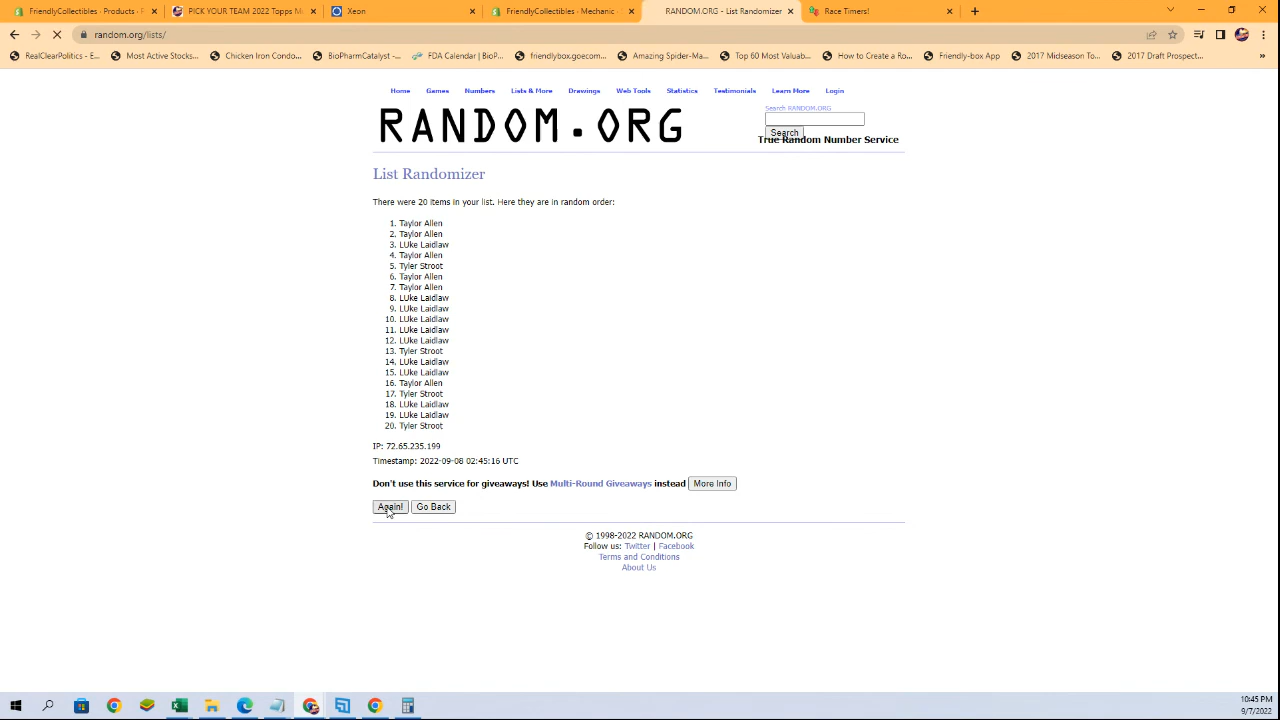 FriendlyCollectibles - Products - F
PICK YOUR TEAM 2022 Topps M
Xeon
FriendlyCollectibles - Mechanic -
RANDOM.ORG - List Randomizer
Race Timers!
random.org/lists/
RealClearPolitics - E...
Most Active Stocks...
Chicken Iron Condo...
BioPharmCatalyst -...
FDA Calendar | BioP...
friendlybox.goecom...
Amazing Spider-Ma...
Top 60 Most Valuab...
How to Create a Ro...
Friendly-box App
2017 Midseason To...
2017 Draft Prospect...
»
Home Games Numbers Lists & More Drawings Web Tools Statistics Testimonials Learn More Login
RANDOM.ORG
Search RANDOM.ORG
Search
True Random Number Service
List Randomizer
There were 20 items in your list. Here they are in random order:
1. Taylor Allen
2. Taylor Allen
3. LUke Laidlaw
4. Taylor Allen
5. Tyler Stroot
6. Taylor Allen
7. Taylor Allen
8. LUke Laidlaw
9. LUke Laidlaw
10. LUke Laidlaw
11. LUke Laidlaw
12. LUke Laidlaw
13. Tyler Stroot
14. LUke Laidlaw
15. LUke Laidlaw
16. Taylor Allen
17. Tyler Stroot
18. LUke Laidlaw
19. LUke Laidlaw
20. Tyler Stroot
IP: 72.65.235.199
Timestamp: 2022-09-08 02:45:16 UTC
Don't use this service for giveaways! Use Multi-Round Giveaways instead More Info
Again! Go Back
© 1998-2022 RANDOM.ORG
Follow us: Twitter | Facebook
Terms and Conditions
About Us
10:45 PM
9/7/2022